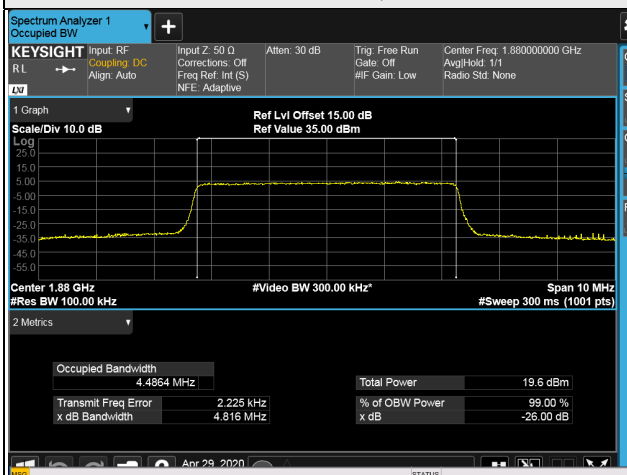 Spectrum Analyzer 1
Occupied BW
+
KEYSIGHT
R L
LXI
Input: RF
Coupling: DC
Align: Auto
Input Z: 50 Ω
Corrections: Off
Freq Ref: Int (S)
NFE: Adaptive
Atten: 30 dB
Trig: Free Run
Gate: Off
#IF Gain: Low
Center Freq: 1.880000000 GHz
Avg|Hold: 1/1
Radio Std: None
1 Graph
Scale/Div 10.0 dB
Ref Lvl Offset 15.00 dB
Ref Value 35.00 dBm
Log
25.0
15.0
5.00
-5.00
-15.0
-25.0
-35.0
-45.0
-55.0
Center 1.88 GHz
#Res BW 100.00 kHz
#Video BW 300.00 kHz*
Span 10 MHz
#Sweep 300 ms (1001 pts)
2 Metrics
Occupied Bandwidth
4.4864 MHz
Total Power 19.6 dBm
Transmit Freq Error 2.225 kHz
% of OBW Power 99.00 %
x dB Bandwidth 4.816 MHz
x dB -26.00 dB
Apr 29, 2020
MSG
STATUS